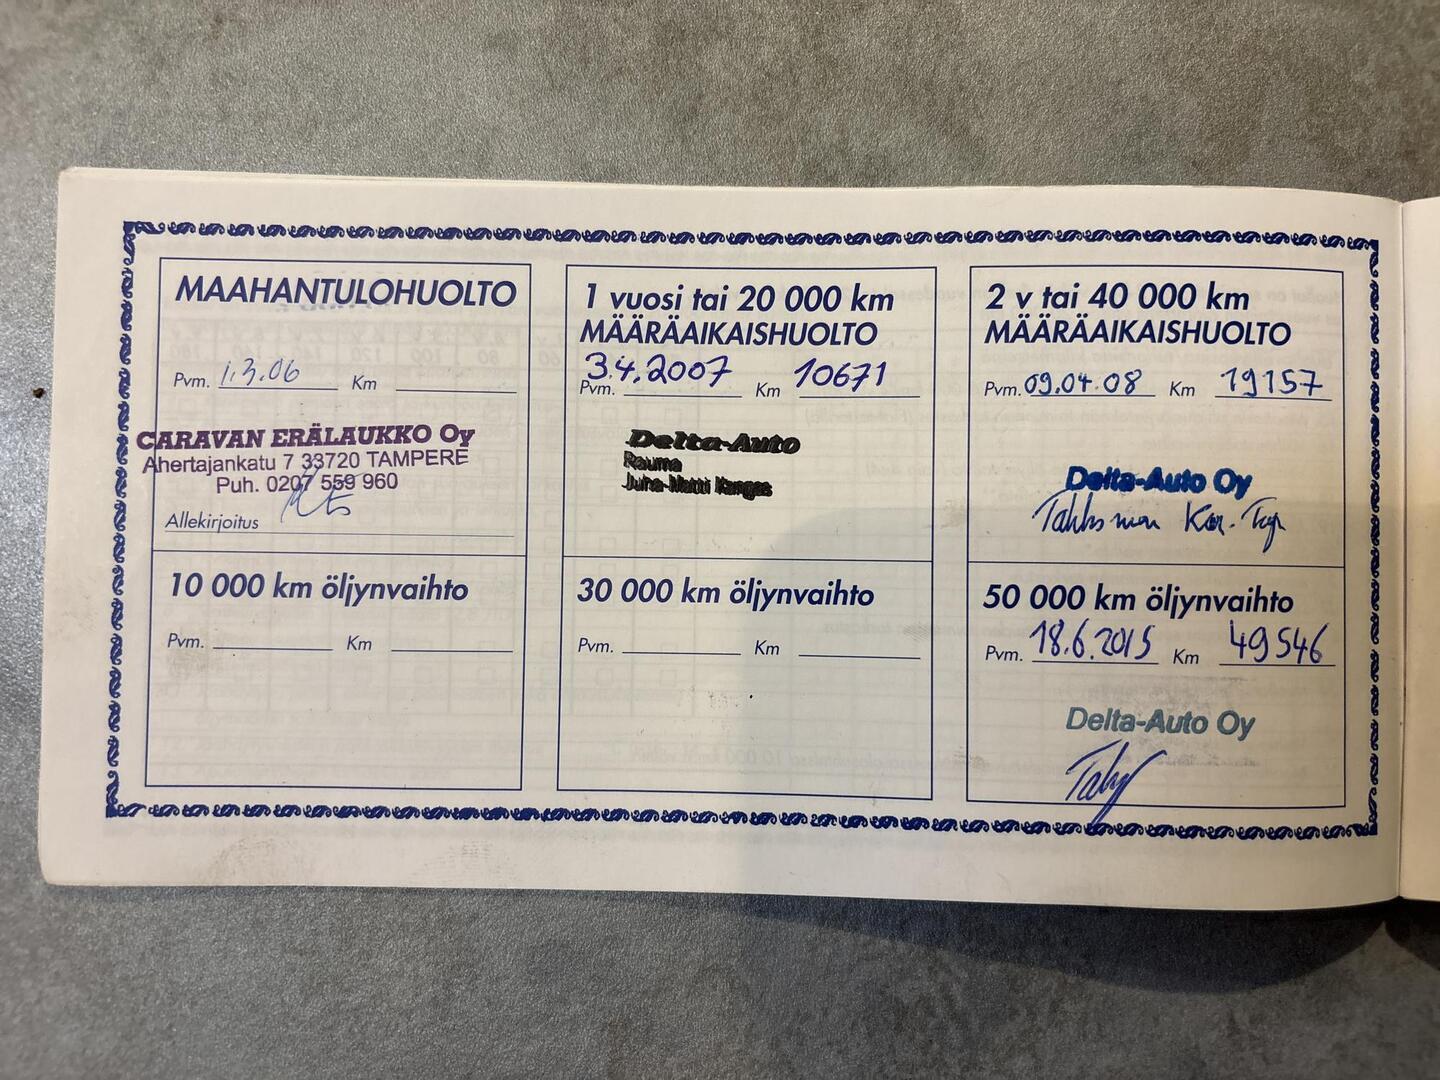 MAAHANTULOHUOLTO
Pvm. 1.3.06 Km
CARAVAN ERÄLAUKKO Oy
Ahertajankatu 7 33720 TAMPERE
Puh. 0207 559 960
Allekirjoitus
1 vuosi tai 20 000 km
MÄÄRÄAIKAISHUOLTO
Pvm. 3.4.2007 Km 10671
Delta-Auto
Rauma
Juha-Matti Kangas
2 v tai 40 000 km
MÄÄRÄAIKAISHUOLTO
Pvm. 09.04.08 Km 19157
Delta-Auto Oy
10 000 km öljynvaihto
Pvm. Km
30 000 km öljynvaihto
Pvm. Km
50 000 km öljynvaihto
Pvm. 18.6.2015 Km 49546
Delta-Auto Oy